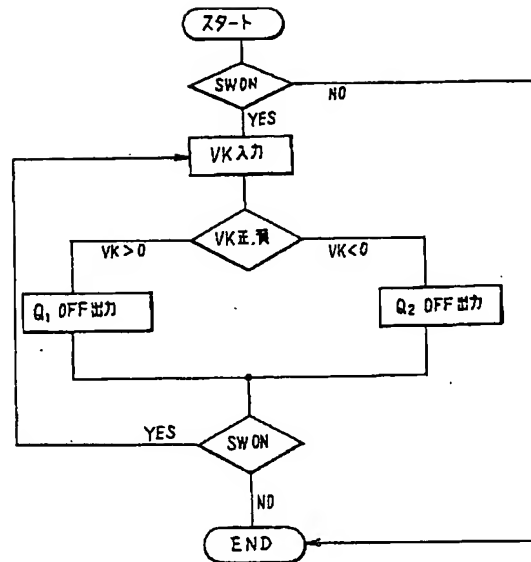 スタート
SW ON
NO
YES
VK入力
VK正,負
VK>0
VK<0
Q1 OFF出力
Q2 OFF出力
YES
SW ON
NO
END